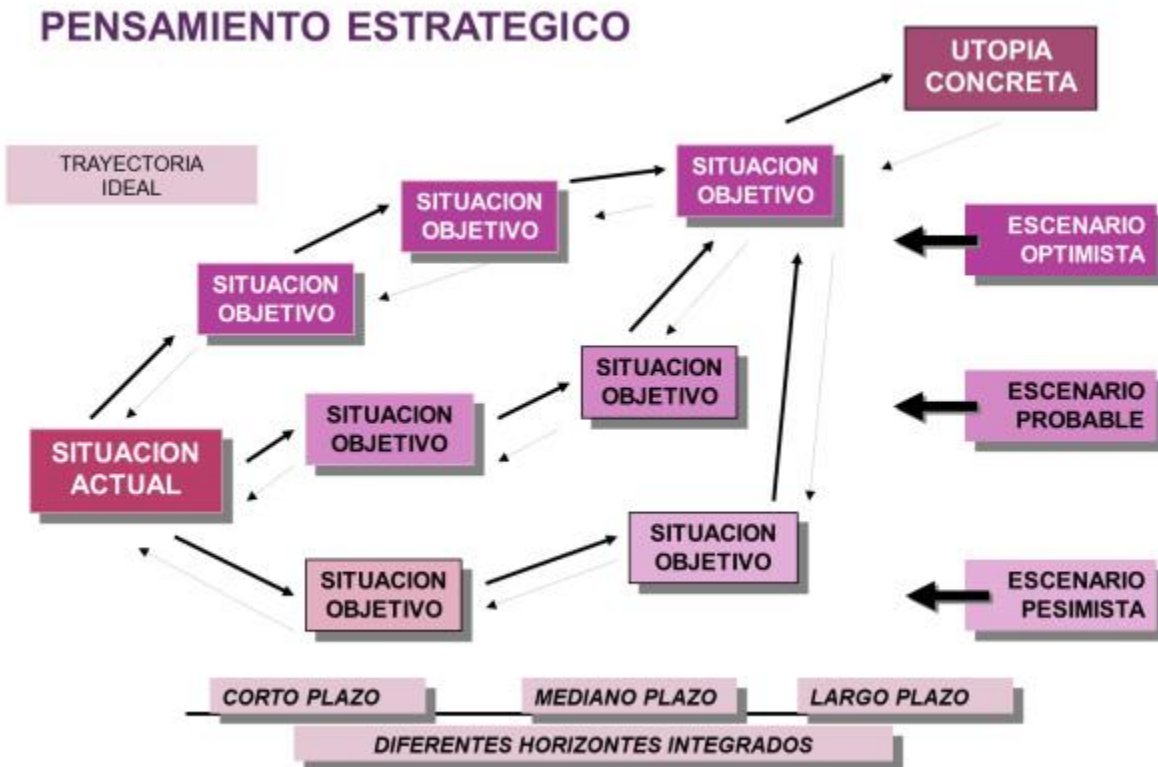 PENSAMIENTO ESTRATEGICO
UTOPIA
CONCRETA
TRAYECTORIA
IDEAL
SITUACION
OBJETIVO
SITUACION
OBJETIVO
SITUACION
OBJETIVO
ESCENARIO
OPTIMISTA
SITUACION
OBJETIVO
SITUACION
OBJETIVO
ESCENARIO
PROBABLE
SITUACION
ACTUAL
SITUACION
OBJETIVO
SITUACION
OBJETIVO
ESCENARIO
PESIMISTA
CORTO PLAZO
MEDIANO PLAZO
LARGO PLAZO
DIFERENTES HORIZONTES INTEGRADOS